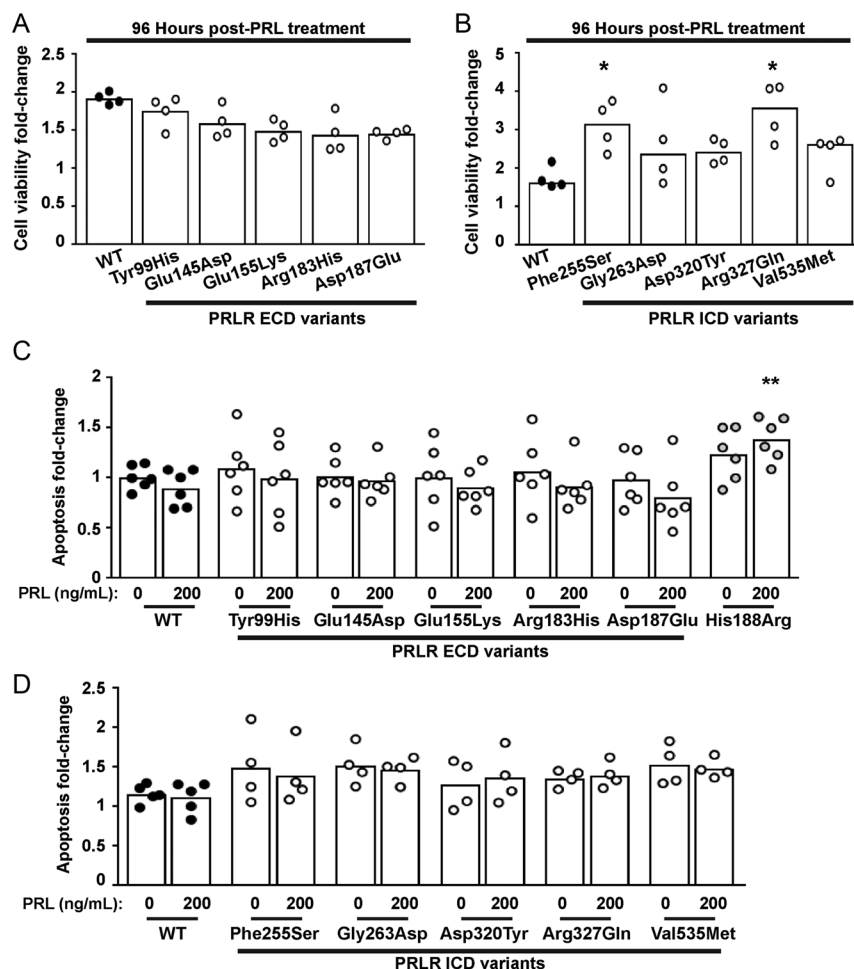 A
96 Hours post-PRL treatment
Cell viability fold-change
2.5
2
1.5
1
0.5
0
WT
Tyr99His
Glu145Asp
Glu155Lys
Arg183His
Asp187Glu
PRLR ECD variants
B
96 Hours post-PRL treatment
Cell viability fold-change
5
4
3
2
1
0
*
*
WT
Phe255Ser
Gly263Asp
Asp320Tyr
Arg327Gln
Val535Met
PRLR ICD variants
C
Apoptosis fold-change
2
1.5
1
0.5
0
**
PRL (ng/mL): 0 200 0 200 0 200 0 200 0 200 0 200 0 200
WT Tyr99His Glu145Asp Glu155Lys Arg183His Asp187Glu His188Arg
PRLR ECD variants
D
Apoptosis fold-change
2.5
2
1.5
1
0.5
0
PRL (ng/mL): 0 200 0 200 0 200 0 200 0 200 0 200
WT Phe255Ser Gly263Asp Asp320Tyr Arg327Gln Val535Met
PRLR ICD variants